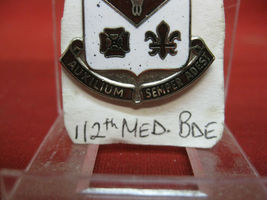 AUXILIUM SEMPER ADEST
112th MED. BDE